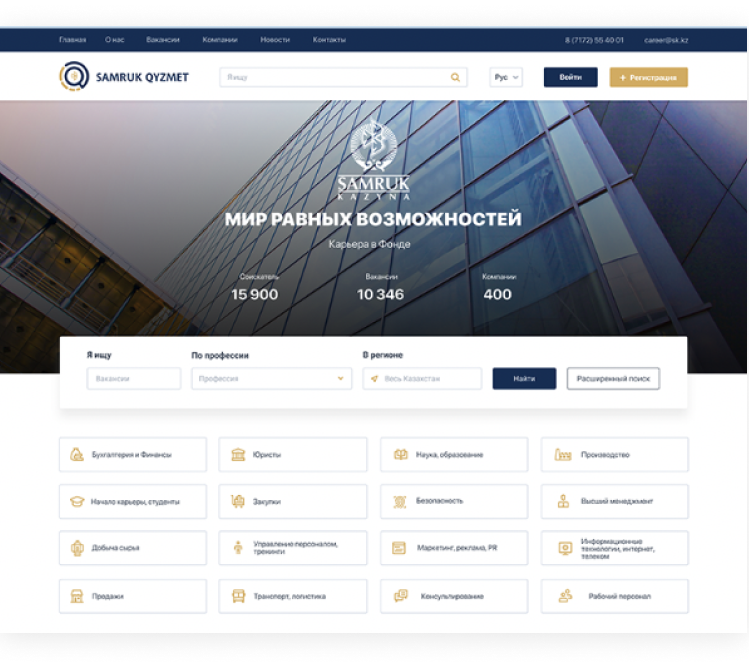 Главная О нас Вакансии Компании Новости Контакты 8 (7172) 55 40 01 career@sk.kz
SAMRUK QYZMET Я ищу Рус Войти + Регистрация
SAMRUK
KAZYNA
МИР РАВНЫХ ВОЗМОЖНОСТЕЙ
Карьера в Фонде
Соискатель Вакансии Компании
15 900 10 346 400
Я ищу По профессии В регионе
Вакансии Профессия Весь Казахстан Найти Расширенный поиск
Бухгалтерия и Финансы Юристы Наука, образование Производство
Начало карьеры, студенты Закупки Безопасность Высший менеджмент
Добыча сырья
Управление персоналом,
тренинги
Маркетинг, реклама, PR
Информационные
технологии, интернет,
телеком
Продажи Транспорт, логистика Консультирование Рабочий персонал